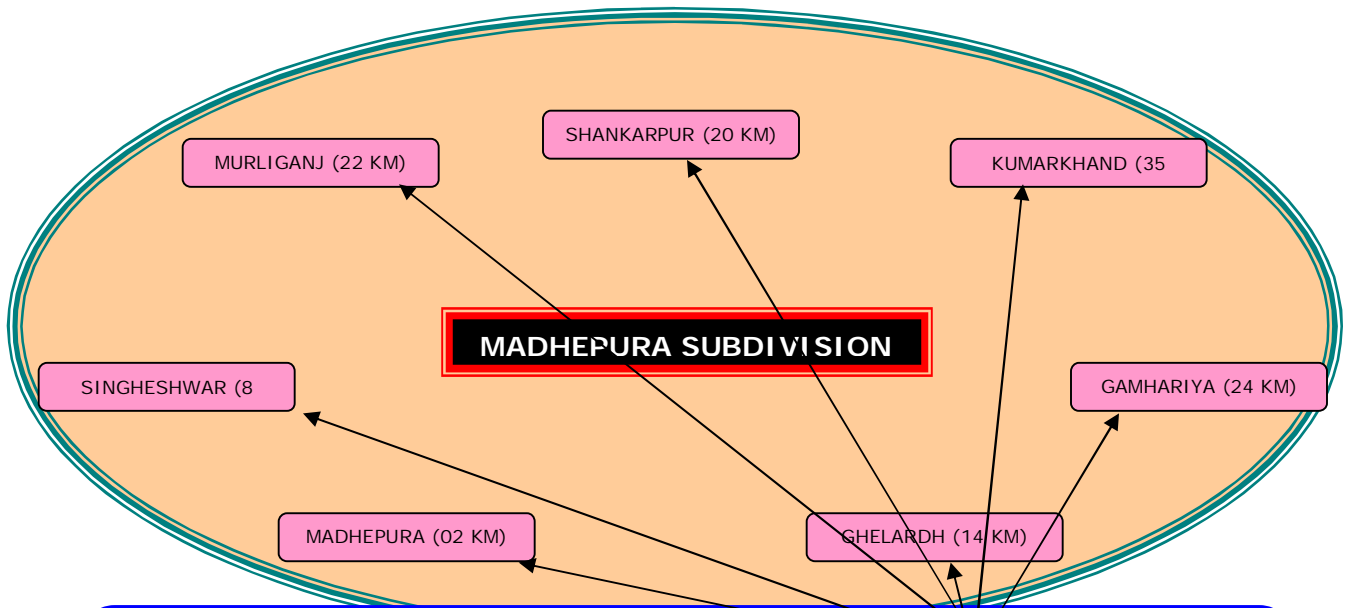 SHANKARPUR (20 KM)
MURLIGANJ (22 KM)
KUMARKHAND (35
MADHEPURA SUBDIVISION
SINGHESHWAR (8
GAMHARIYA (24 KM)
MADHEPURA (02 KM)
GHELARDH (14 KM)